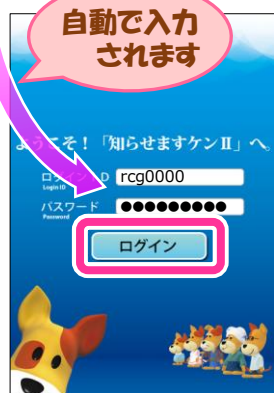 自動で入力
されます
ようこそ！「知らせますケンⅡ」へ。
ログインID
rcg0000
Login ID
パスワード
●●●●●●●●●
Password
ログイン